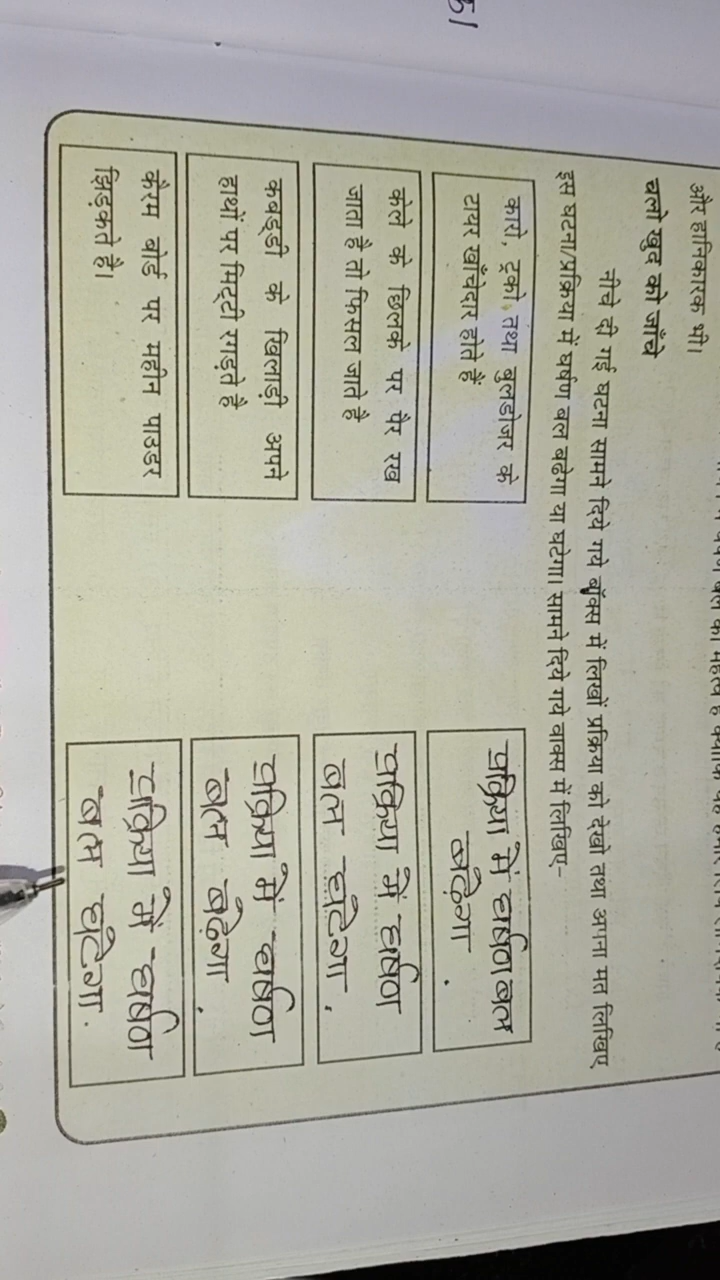 और हानिकारक भी।
चलो खुद को जाँचे
नीचे दी गई घटना सामने दिये गये बॉक्स में लिखों प्रक्रिया को देखो तथा अपना मत लिखिए
इस घटना/प्रक्रिया में घर्षण बल बढेगा या घटेगा। सामने दिये गये बाक्स में लिखिए-
कारो, ट्रको, तथा बुलडोजर के
टायर खाँचेदार होते हैं
प्रक्रिया में घर्षण बल
बढ़ेगा.
केले के छिलके पर पैर रख
जाता है तो फिसल जाते है
प्रक्रिया में घर्षण
बल घटेगा.
कबड्डी के खिलाड़ी अपने
हाथों पर मिट्टी रगड़ते है
प्रक्रिया में घर्षण
बल बढ़ेगा.
कैरम बोर्ड पर महीन पाउडर
झिड़कते है।
प्रक्रिया में घर्षण
बल घटेगा.